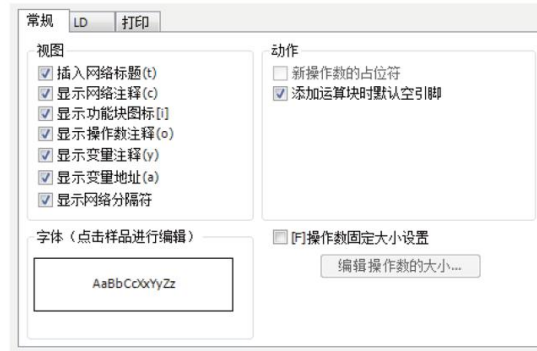 常规 LD 打印
视图
插入网络标题(t)
显示网络注释(c)
显示功能块图标[i]
显示操作数注释(o)
显示变量注释(y)
显示变量地址(a)
显示网络分隔符
动作
新操作数的占位符
添加运算块时默认空引脚
字体（点击样品进行编辑）
AaBbCcXxYyZz
[F]操作数固定大小设置
编辑操作数的大小...